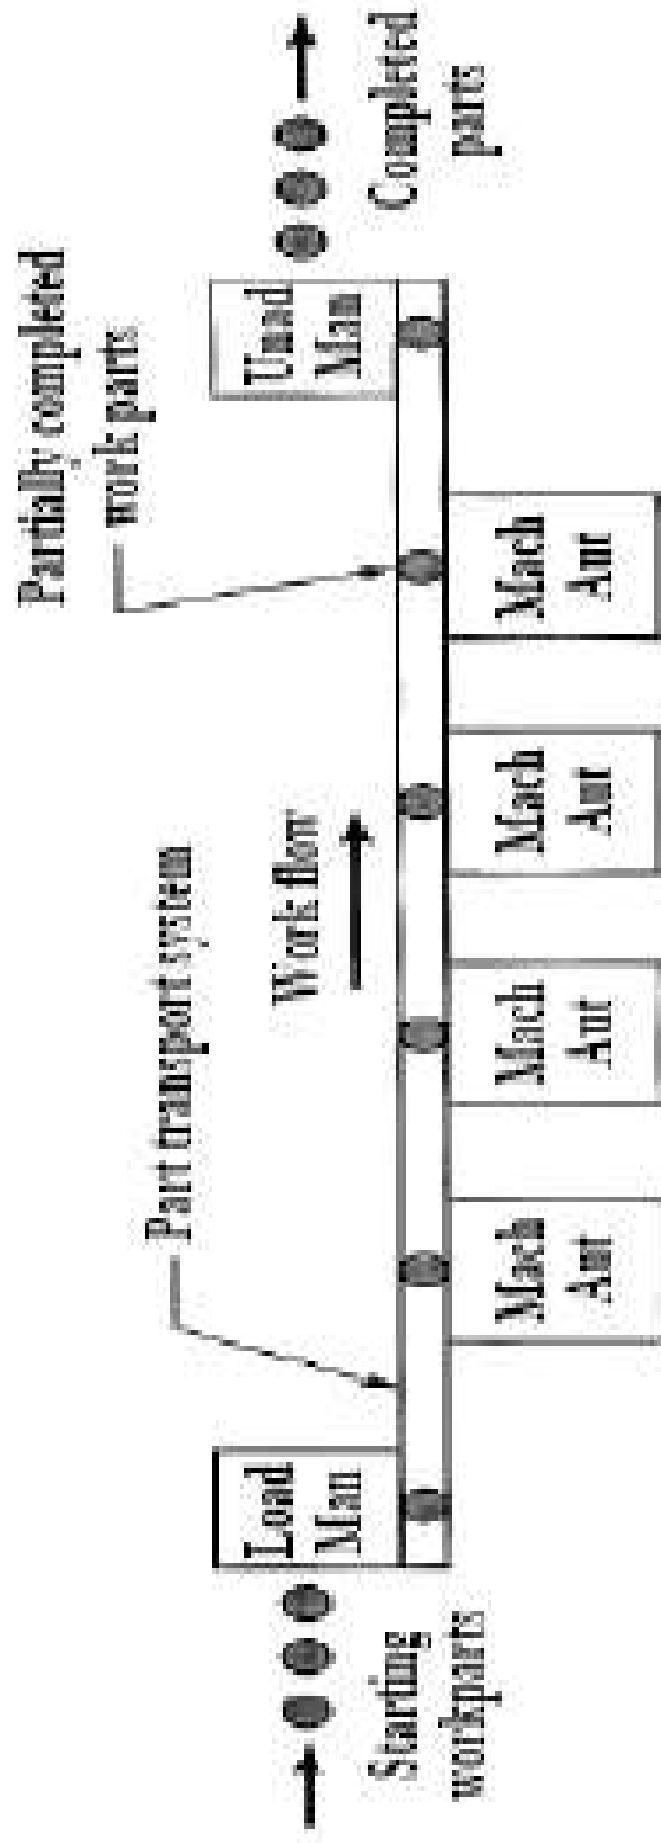 Partially completed
work parts
Part transport system
Work flow
Load
Man
Unnd
Man
Starting
workparts
Completed
parts
Mach
Aut
Mach
Aut
Mach
Aut
Mach
Aut